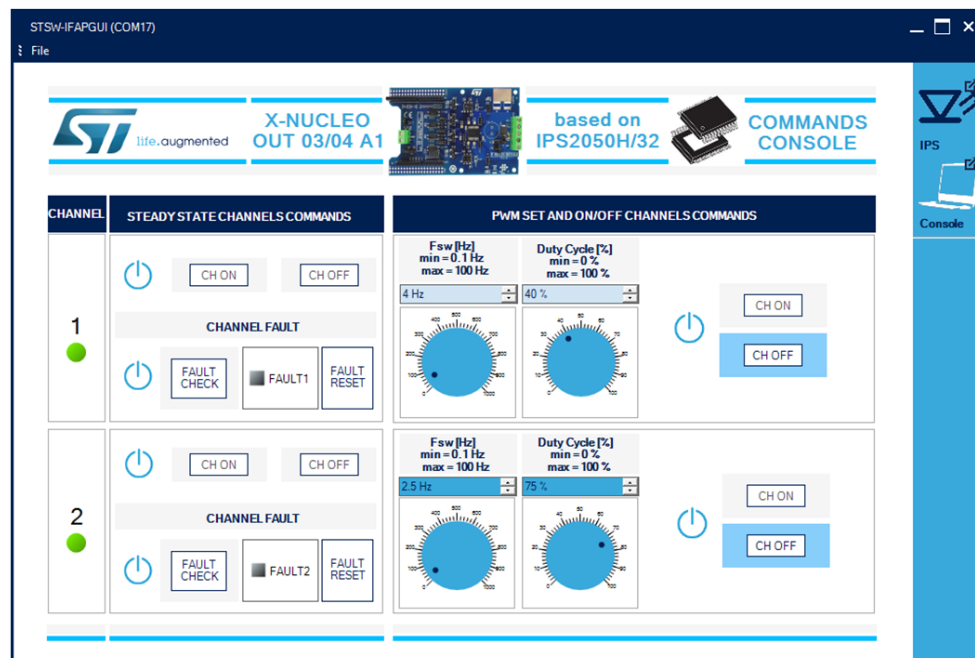 STSW-IFAPGUI (COM17)
File
ST
life.augmented
X-NUCLEO
OUT 03/04 A1
based on
IPS2050H/32
COMMANDS
CONSOLE
IPS
Console
CHANNEL
STEADY STATE CHANNELS COMMANDS
PWM SET AND ON/OFF CHANNELS COMMANDS
1
CH ON
CH OFF
CHANNEL FAULT
FAULT
CHECK
FAULT1
FAULT
RESET
Fsw [Hz]
min = 0.1 Hz
max = 100 Hz
4 Hz
Duty Cycle [%]
min = 0 %
max = 100 %
40 %
CH ON
CH OFF
2
CH ON
CH OFF
CHANNEL FAULT
FAULT
CHECK
FAULT2
FAULT
RESET
Fsw [Hz]
min = 0.1 Hz
max = 100 Hz
2.5 Hz
Duty Cycle [%]
min = 0 %
max = 100 %
75 %
CH ON
CH OFF